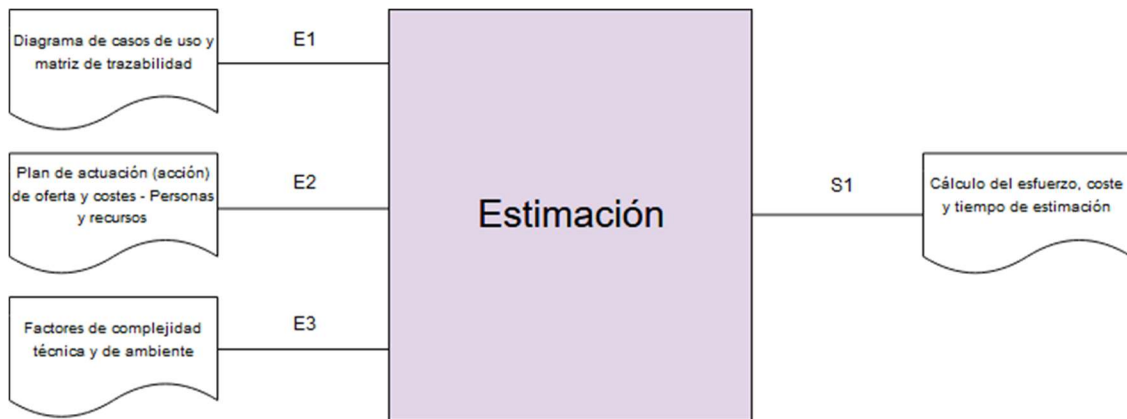 Diagrama de casos de uso y
matriz de trazabilidad
E1
Plan de actuación (acción)
de oferta y costes - Personas
y recursos
E2
Factores de complejidad
técnica y de ambiente
E3
Estimación
S1
Cálculo del esfuerzo, coste
y tiempo de estimación